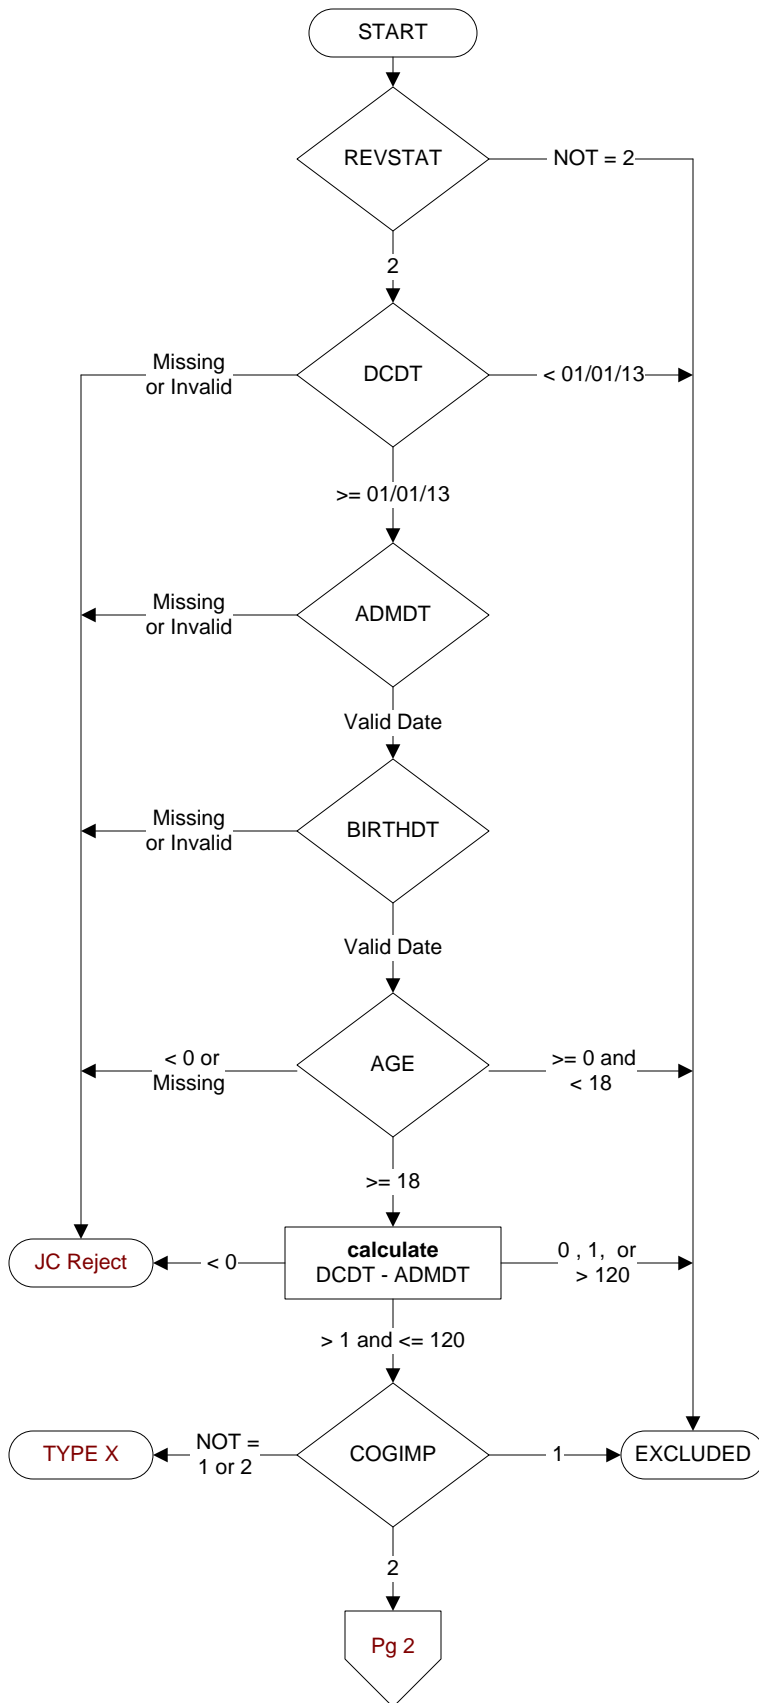 START
REVSTAT
NOT = 2
2
Missing
or Invalid
DCDT
< 01/01/13
>= 01/01/13
Missing
or Invalid
ADMDT
Valid Date
Missing
or Invalid
BIRTHDT
Valid Date
< 0 or
Missing
AGE
>= 0 and
< 18
>= 18
JC Reject
< 0
calculate
DCDT - ADMDT
0 , 1, or
> 120
> 1 and <= 120
TYPE X
NOT =
1 or 2
COGIMP
1
EXCLUDED
2
Pg 2